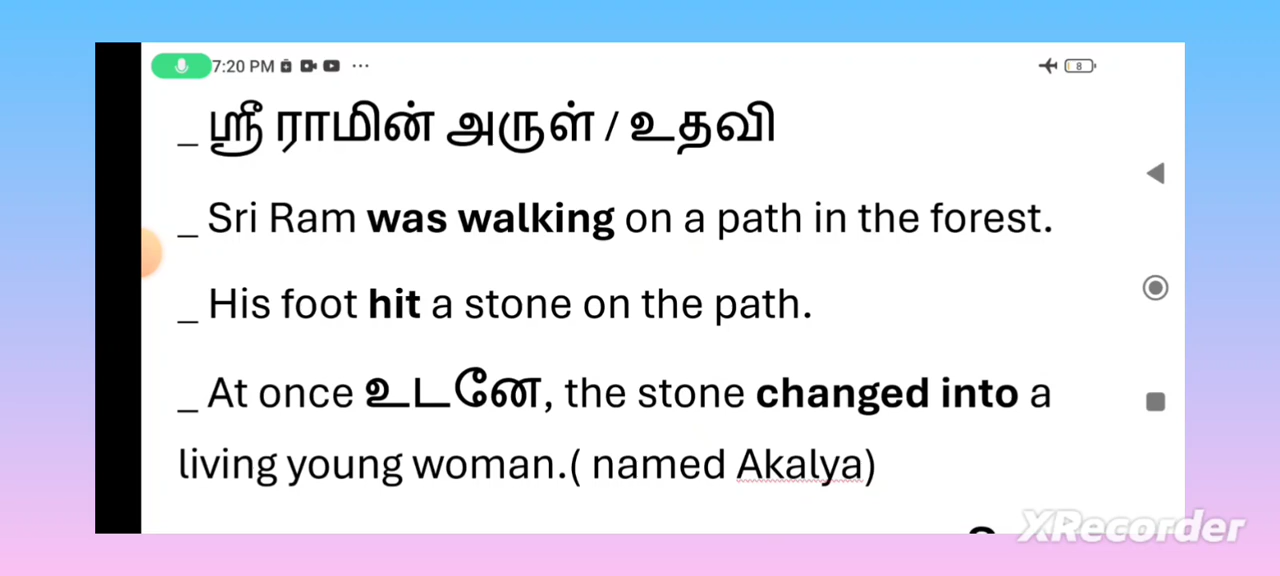 7:20 PM ...
8
_ ஸ்ரீ ராமின் அருள் / உதவி
_ Sri Ram was walking on a path in the forest.
_ His foot hit a stone on the path.
_ At once உடனே, the stone changed into a
living young woman.( named Akalya)
XRecorder